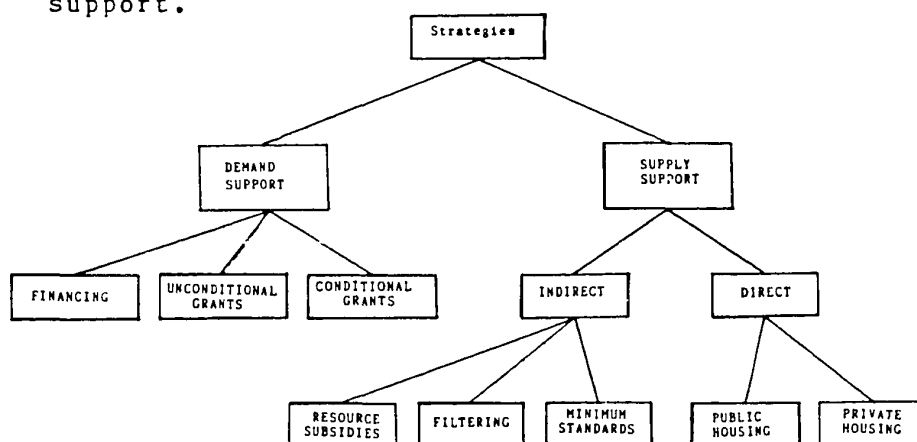 support.
Strategies
DEMAND
SUPPORT
SUPPLY
SUPPORT
FINANCING
UNCONDITIONAL
GRANTS
CONDITIONAL
GRANTS
INDIRECT
DIRECT
RESOURCE
SUBSIDIES
FILTERING
MINIMUM
STANDARDS
PUBLIC
HOUSING
PRIVATE
HOUSING